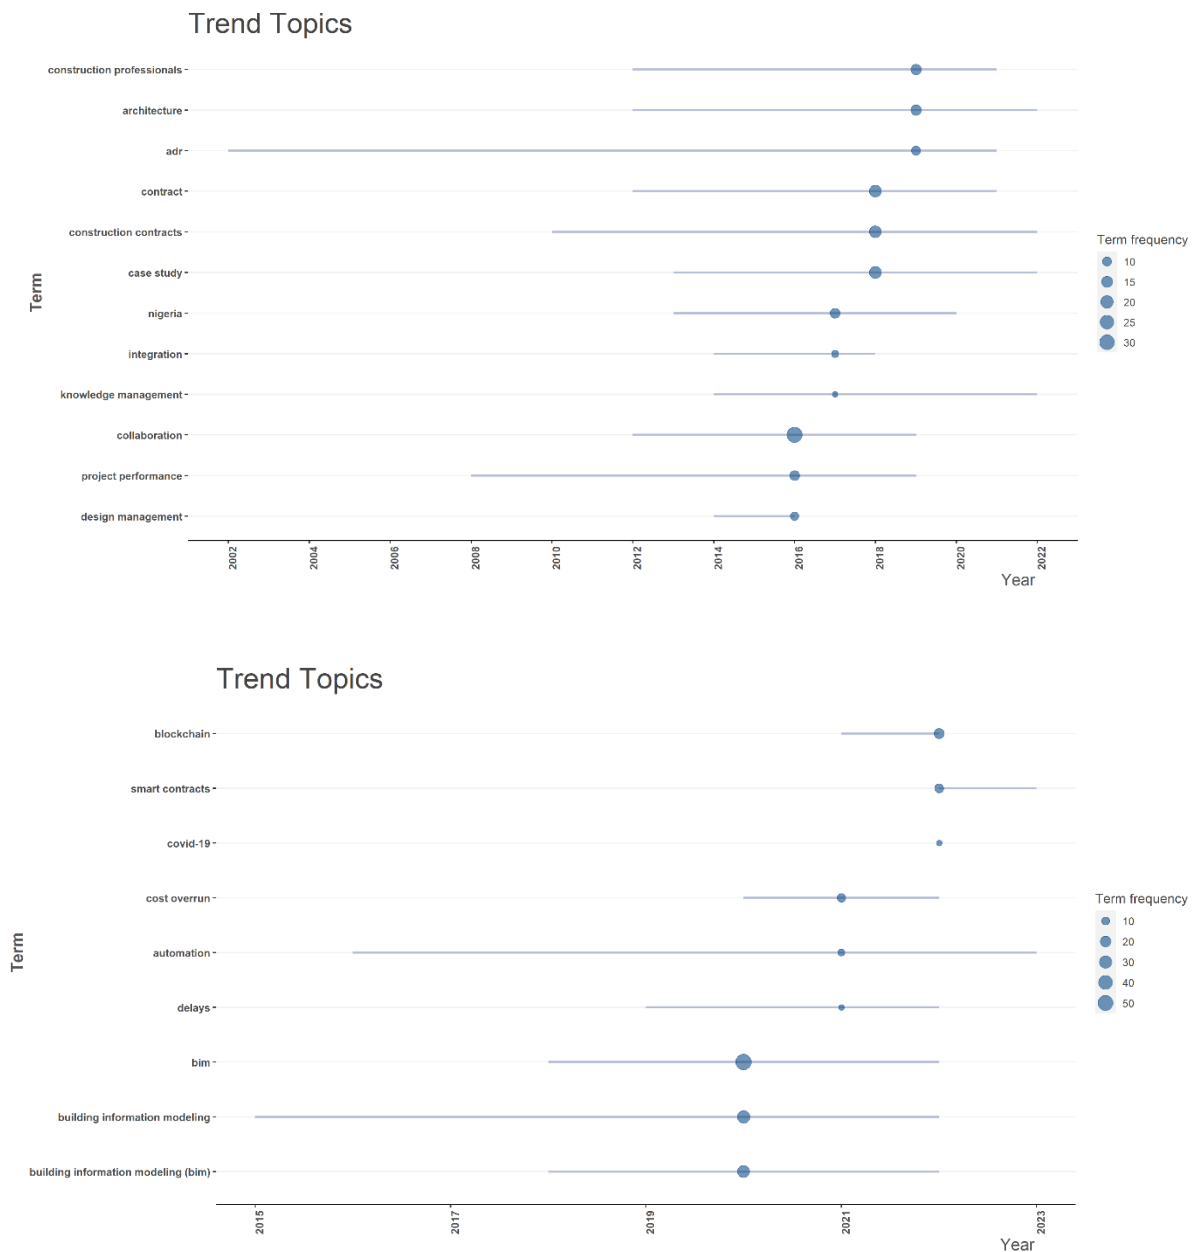 Trend Topics
construction professionals
architecture
adr
contract
construction contracts
case study
nigeria
integration
knowledge management
collaboration
project performance
design management
Term
2002
2004
2006
2008
2010
2012
2014
2016
2018
2020
2022
Year
Term frequency
10
15
20
25
30
Trend Topics
blockchain
smart contracts
covid-19
cost overrun
automation
delays
bim
building information modeling
building information modeling (bim)
Term
2015
2017
2019
2021
2023
Year
Term frequency
10
20
30
40
50